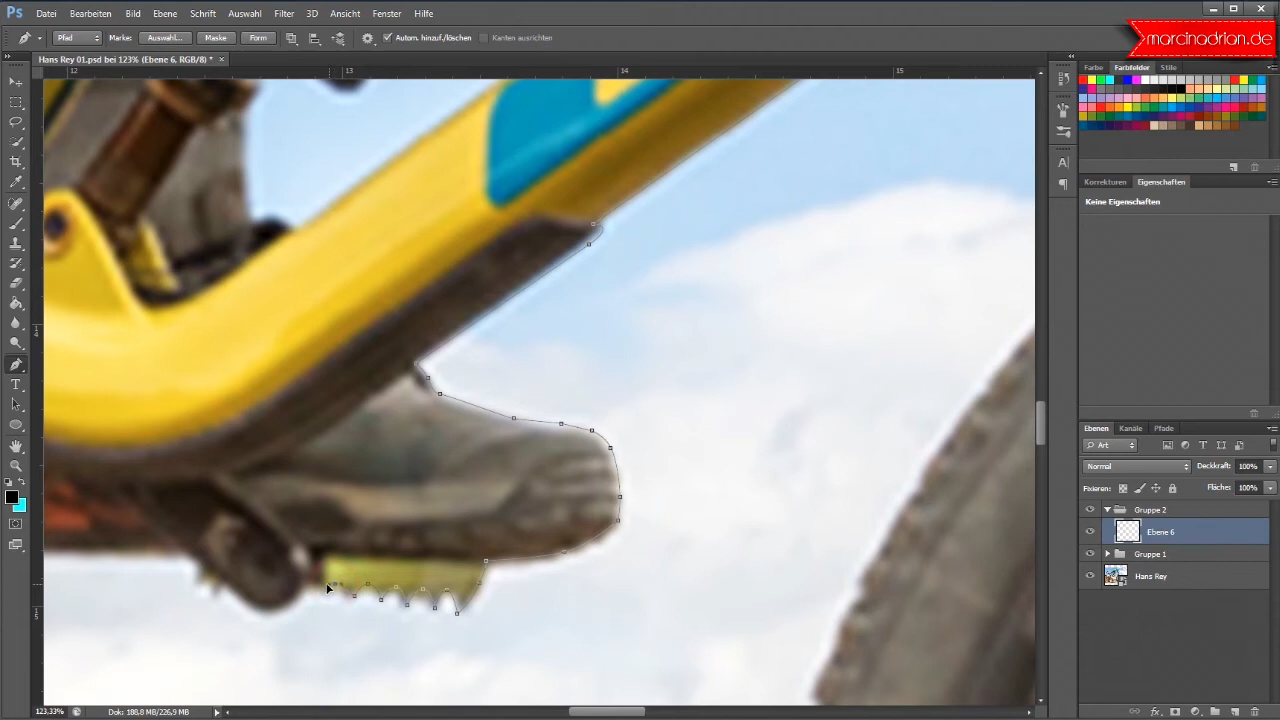 Ps Datei Bearbeiten Bild Ebene Schrift Auswahl Filter 3D Ansicht Fenster Hilfe
Pfad Marke: Auswahl... Maske Form Autom. hinzuf./löschen Kanten ausrichten
marcinadrian.de
Hans Rey 01.psd bei 123% (Ebene 6, RGB/8) * ×
12 13 14 15
Farbe Farbfelder Stile
Korrekturen Eigenschaften
Keine Eigenschaften
Ebenen Kanäle Pfade
Art
Normal Deckkraft: 100%
Fixieren: Fläche: 100%
Gruppe 2
Ebene 6
Gruppe 1
Hans Rey
123,33% Dok: 188,8 MB/226,9 MB